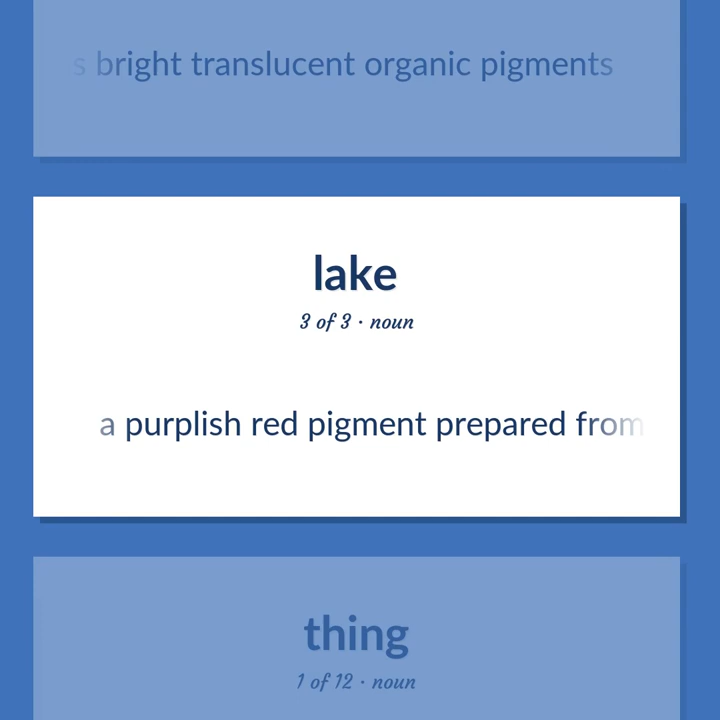 s bright translucent organic pigments
lake
3 of 3 · noun
a purplish red pigment prepared from
thing
1 of 12 · noun